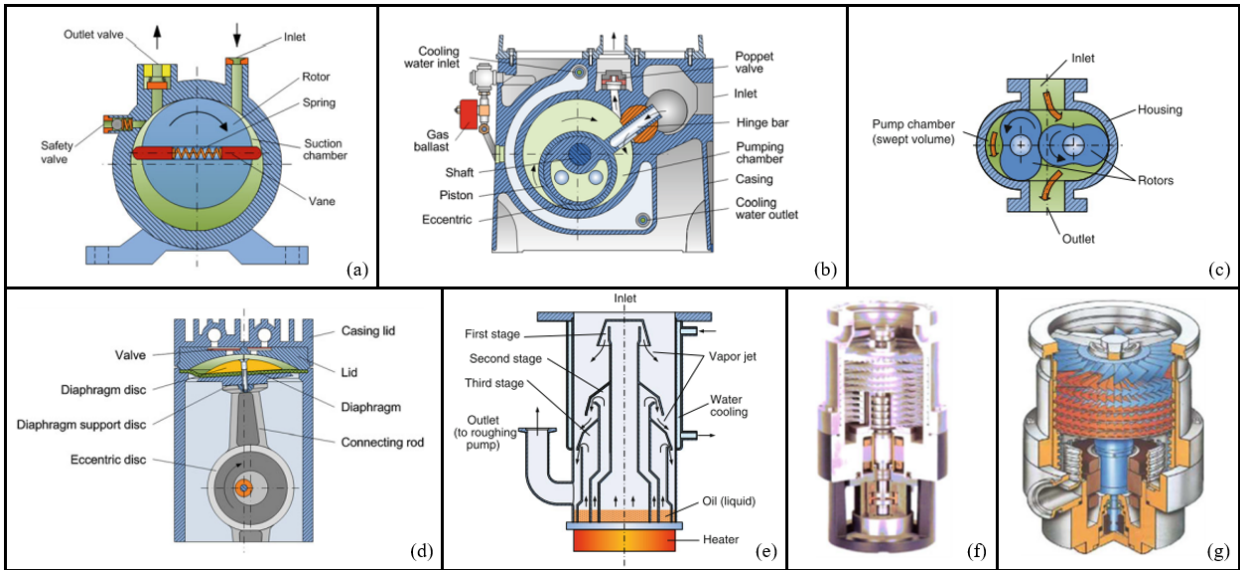 Outlet valve
Inlet
Rotor
Spring
Suction
chamber
Safety
valve
Vane
(a)
Cooling
water inlet
Poppet
valve
Inlet
Hinge bar
Gas
ballast
Pumping
chamber
Shaft
Piston
Casing
Eccentric
Cooling
water outlet
(b)
Inlet
Housing
Pump chamber
(swept volume)
Rotors
Outlet
(c)
Casing lid
Valve
Lid
Diaphragm disc
Diaphragm
Diaphragm support disc
Connecting rod
Eccentric disc
(d)
Inlet
First stage
Second stage
Vapor jet
Third stage
Water
cooling
Outlet
(to roughing
pump)
Oil (liquid)
Heater
(e)
(f)
(g)